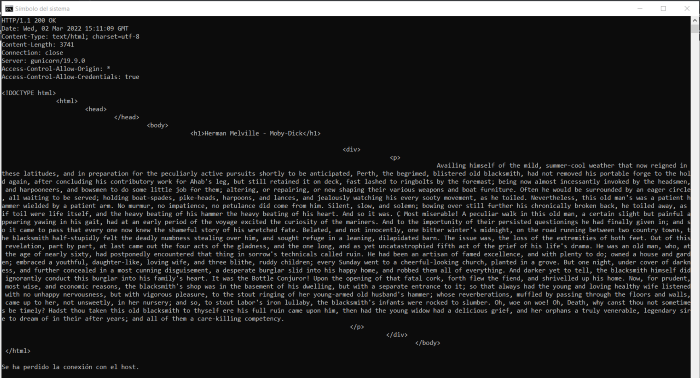 Símbolo del sistema
HTTP/1.1 200 OK
Date: Wed, 02 Mar 2022 15:11:09 GMT
Content-Type: text/html; charset=utf-8
Content-Length: 3741
Connection: close
Server: gunicorn/19.9.0
Access-Control-Allow-Origin: *
Access-Control-Allow-Credentials: true
<!DOCTYPE html>
<html>
<head>
</head>
<body>
<h1>Herman Melville - Moby-Dick</h1>
<div>
<p>
Availing himself of the mild, summer-cool weather that now reigned in
these latitudes, and in preparation for the peculiarly active pursuits shortly to be anticipated, Perth, the begrimed, blistered old blacksmith, had not removed his portable forge to the hol
d again, after concluding his contributory work for Ahab's leg, but still retained it on deck, fast lashed to ringbolts by the foremast; being now almost incessantly invoked by the headsmen,
and harpooneers, and bowsmen to do some little job for them; altering, or repairing, or new shaping their various weapons and boat furniture. Often he would be surrounded by an eager circle
, all waiting to be served; holding boat-spades, pike-heads, harpoons, and lances, and jealously watching his every sooty movement, as he toiled. Nevertheless, this old man's was a patient h
ammer wielded by a patient arm. No murmur, no impatience, no petulance did come from him. Silent, slow, and solemn; bowing over still further his chronically broken back, he toiled away, as
if toil were life itself, and the heavy beating of his hammer the heavy beating of his heart. And so it was. Most miserable! A peculiar walk in this old man, a certain slight but painful a
ppearing yawing in his gait, had at an early period of the voyage excited the curiosity of the mariners. And to the importunity of their persisted questionings he had finally given in; and s
o it came to pass that every one now knew the shameful story of his wretched fate. Belated, and not innocently, one bitter winter's midnight, on the road running between two country towns, t
he blacksmith half-stupidly felt the deadly numbness stealing over him, and sought refuge in a leaning, dilapidated barn. The issue was, the loss of the extremities of both feet. Out of this
revelation, part by part, at last came out the four acts of the gladness, and the one long, and as yet uncatastrophied fifth act of the grief of his life's drama. He was an old man, who, at
the age of nearly sixty, had postponedly encountered that thing in sorrow's technicals called ruin. He had been an artisan of famed excellence, and with plenty to do; owned a house and gard
en; embraced a youthful, daughter-like, loving wife, and three blithe, ruddy children; every Sunday went to a cheerful-looking church, planted in a grove. But one night, under cover of darkn
ess, and further concealed in a most cunning disguisement, a desperate burglar slid into his happy home, and robbed them all of everything. And darker yet to tell, the blacksmith himself did
ignorantly conduct this burglar into his family's heart. It was the Bottle Conjuror! Upon the opening of that fatal cork, forth flew the fiend, and shrivelled up his home. Now, for prudent,
most wise, and economic reasons, the blacksmith's shop was in the basement of his dwelling, but with a separate entrance to it; so that always had the young and loving healthy wife listened
with no unhappy nervousness, but with vigorous pleasure, to the stout ringing of her young-armed old husband's hammer; whose reverberations, muffled by passing through the floors and walls,
came up to her, not unsweetly, in her nursery; and so, to stout Labor's iron lullaby, the blacksmith's infants were rocked to slumber. Oh, woe on woe! Oh, Death, why canst thou not sometime
s be timely? Hadst thou taken this old blacksmith to thyself ere his full ruin came upon him, then had the young widow had a delicious grief, and her orphans a truly venerable, legendary sir
e to dream of in their after years; and all of them a care-killing competency.
</p>
</div>
</body>
</html>
Se ha perdido la conexión con el host.